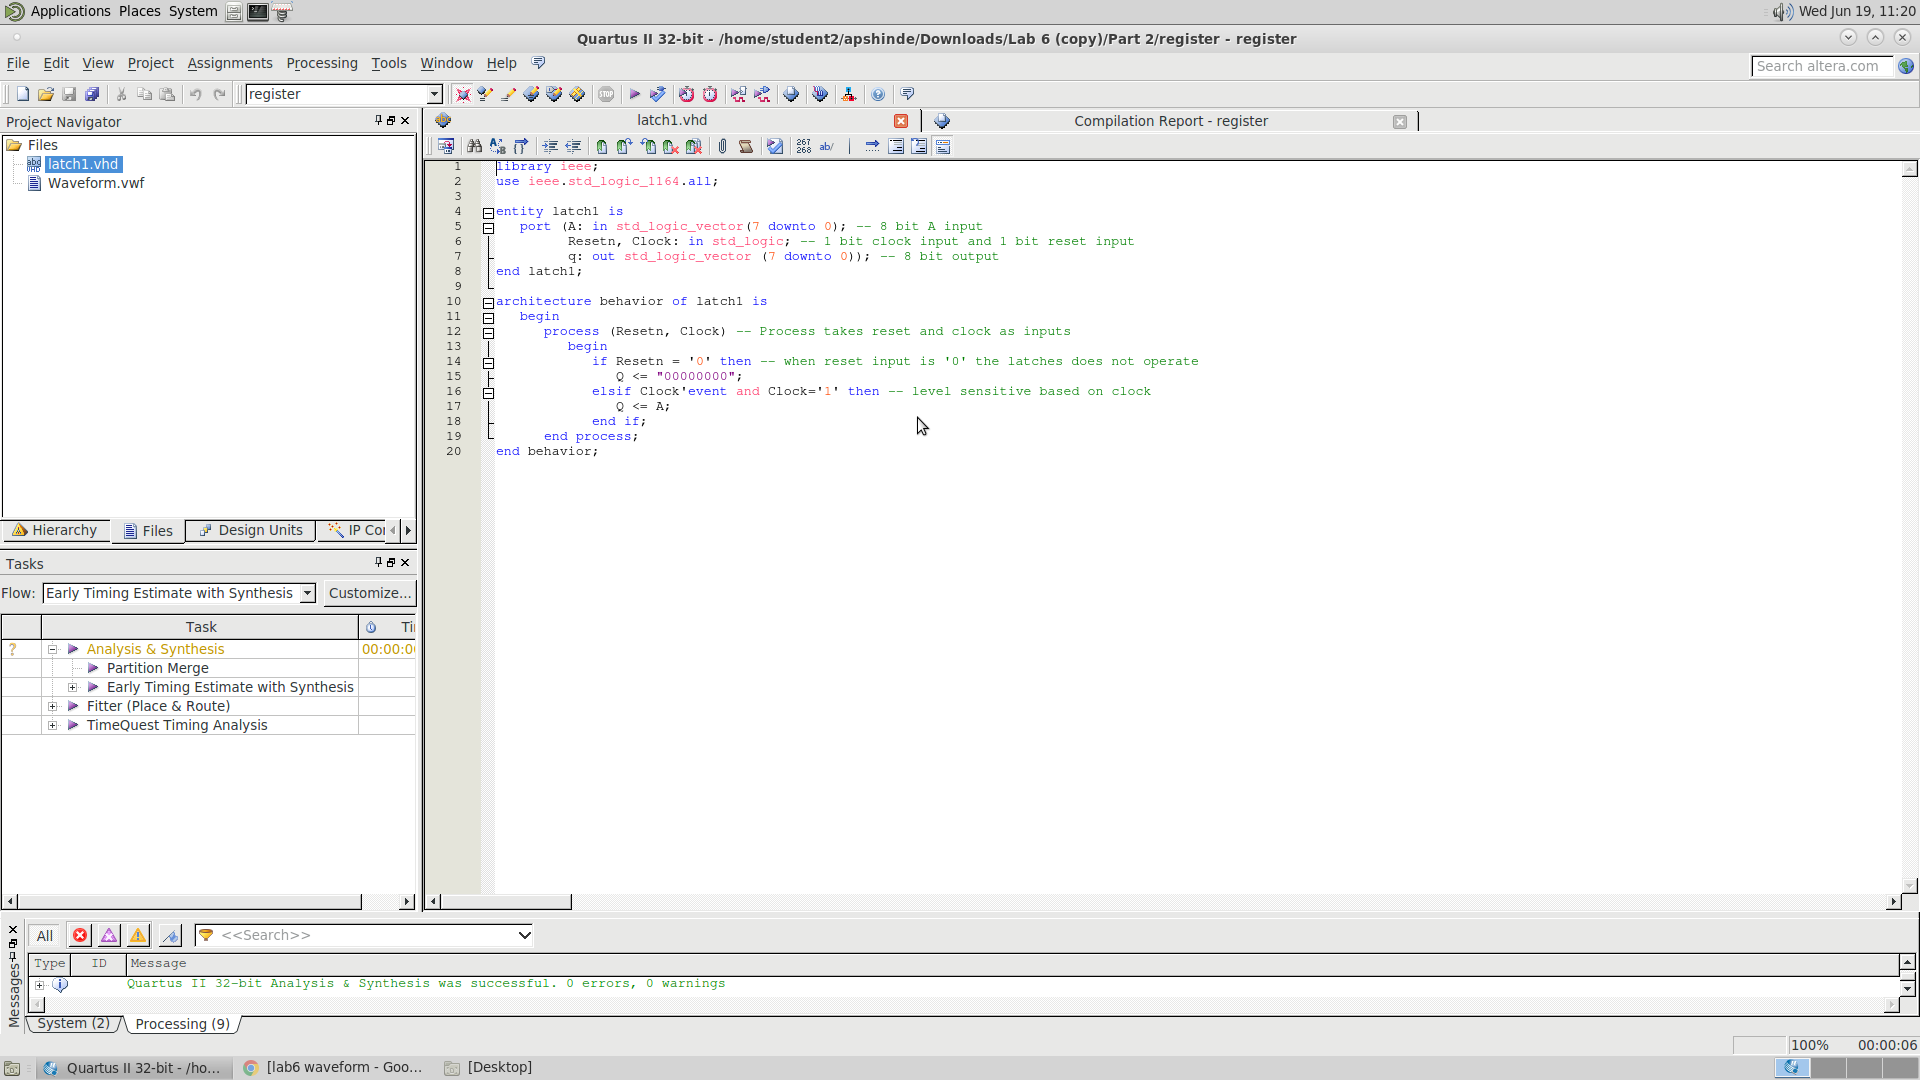 Applications Places System
Wed Jun 19, 11:20
Quartus II 32-bit - /home/student2/apshinde/Downloads/Lab 6 (copy)/Part 2/register - register
File Edit View Project Assignments Processing Tools Window Help
Search altera.com
register
Project Navigator
Files
latch1.vhd
Waveform.vwf
Hierarchy Files Design Units IP Co
Tasks
Flow: Early Timing Estimate with Synthesis Customize...
Task Ti
? Analysis & Synthesis 00:00:0
Partition Merge
Early Timing Estimate with Synthesis
Fitter (Place & Route)
TimeQuest Timing Analysis
latch1.vhd
Compilation Report - register
1 library ieee;
2 use ieee.std_logic_1164.all;
3
4 entity latch1 is
5 port (A: in std_logic_vector(7 downto 0); -- 8 bit A input
6 Resetn, Clock: in std_logic; -- 1 bit clock input and 1 bit reset input
7 q: out std_logic_vector (7 downto 0)); -- 8 bit output
8 end latch1;
9
10 architecture behavior of latch1 is
11 begin
12 process (Resetn, Clock) -- Process takes reset and clock as inputs
13 begin
14 if Resetn = '0' then -- when reset input is '0' the latches does not operate
15 Q <= "00000000";
16 elsif Clock'event and Clock='1' then -- level sensitive based on clock
17 Q <= A;
18 end if;
19 end process;
20 end behavior;
Messages
All <<Search>>
Type ID Message
Quartus II 32-bit Analysis & Synthesis was successful. 0 errors, 0 warnings
System (2) Processing (9)
100% 00:00:06
Quartus II 32-bit - /ho... [lab6 waveform - Goo... [Desktop]